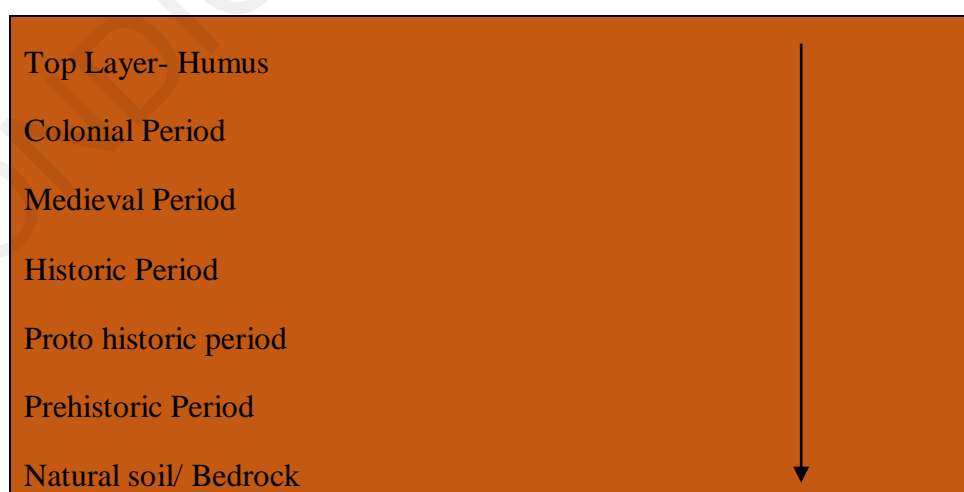 Top Layer- Humus
Colonial Period
Medieval Period
Historic Period
Proto historic period
Prehistoric Period
Natural soil/ Bedrock